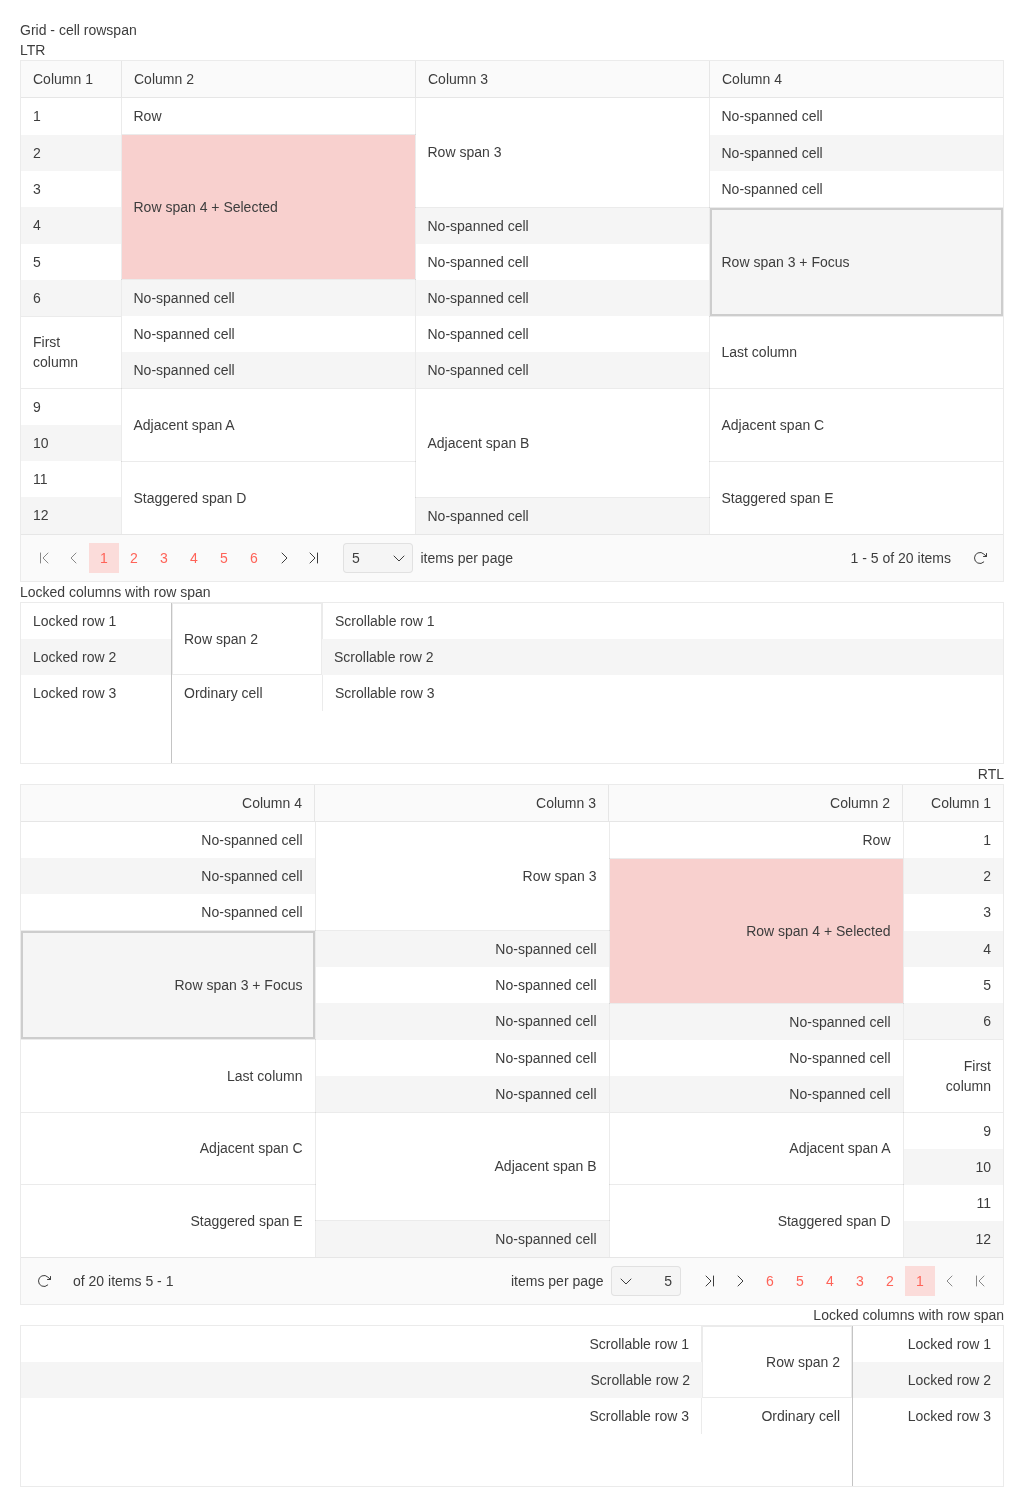 Grid - cell rowspan
LTR
Column 1 Column 2 Column 3 Column 4
1 Row No-spanned cell
Row span 3
2 No-spanned cell
3 No-spanned cell
Row span 4 + Selected
4 No-spanned cell
5 No-spanned cell Row span 3 + Focus
6 No-spanned cell No-spanned cell
No-spanned cell No-spanned cell
First
column
Last column
No-spanned cell No-spanned cell
9
Adjacent span A Adjacent span C
10 Adjacent span B
11
Staggered span D Staggered span E
12 No-spanned cell
1 2 3 4 5 6 5 items per page 1 - 5 of 20 items
Locked columns with row span
Locked row 1 Scrollable row 1
Row span 2
Locked row 2 Scrollable row 2
Locked row 3 Ordinary cell Scrollable row 3
RTL
Column 4 Column 3 Column 2 Column 1
No-spanned cell Row 1
No-spanned cell Row span 3 2
No-spanned cell 3
Row span 4 + Selected
No-spanned cell 4
Row span 3 + Focus No-spanned cell 5
No-spanned cell No-spanned cell 6
No-spanned cell No-spanned cell
First
column
Last column
No-spanned cell No-spanned cell
9
Adjacent span C Adjacent span A
Adjacent span B 10
11
Staggered span E Staggered span D
No-spanned cell 12
of 20 items 5 - 1 items per page 5 6 5 4 3 2 1
Locked columns with row span
Scrollable row 1 Locked row 1
Row span 2
Scrollable row 2 Locked row 2
Scrollable row 3 Ordinary cell Locked row 3